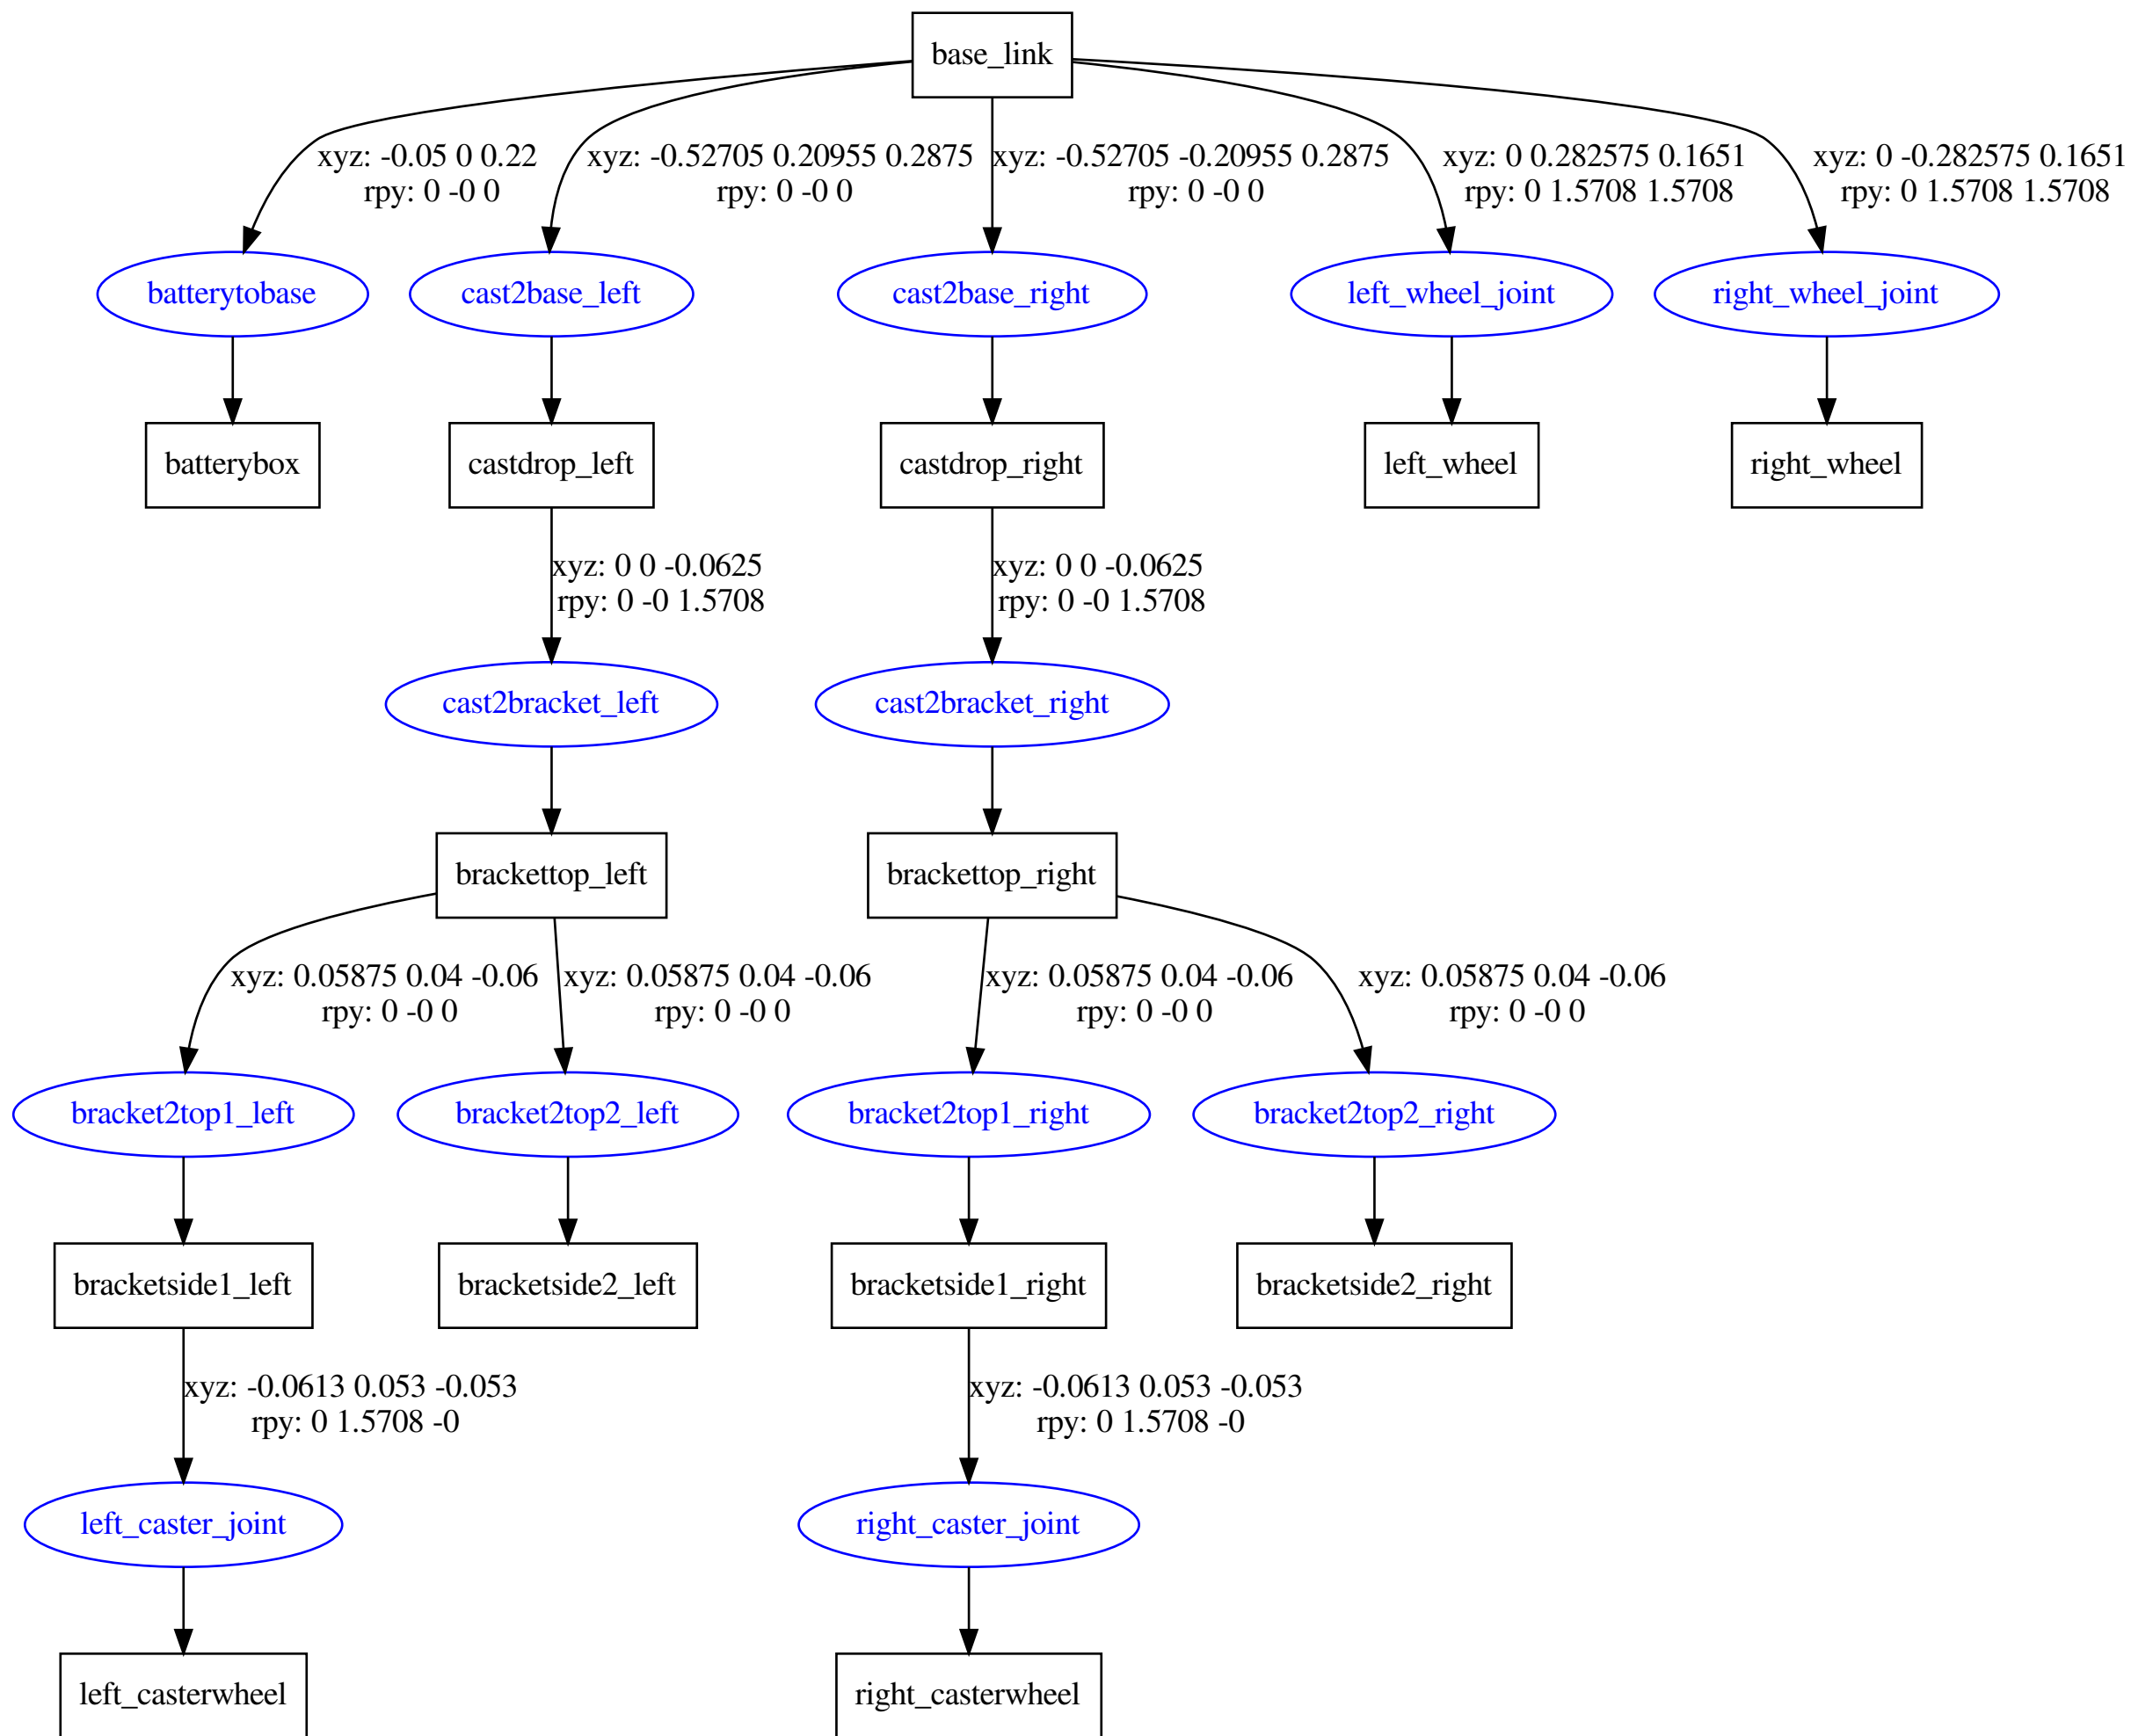 base_link
xyz: -0.05 0 0.22
rpy: 0 -0 0
xyz: -0.52705 0.20955 0.2875
rpy: 0 -0 0
xyz: -0.52705 -0.20955 0.2875
rpy: 0 -0 0
xyz: 0 0.282575 0.1651
rpy: 0 1.5708 1.5708
xyz: 0 -0.282575 0.1651
rpy: 0 1.5708 1.5708
batterytobase
cast2base_left
cast2base_right
left_wheel_joint
right_wheel_joint
batterybox
castdrop_left
castdrop_right
left_wheel
right_wheel
xyz: 0 0 -0.0625
rpy: 0 -0 1.5708
xyz: 0 0 -0.0625
rpy: 0 -0 1.5708
cast2bracket_left
cast2bracket_right
brackettop_left
brackettop_right
xyz: 0.05875 0.04 -0.06
rpy: 0 -0 0
xyz: 0.05875 0.04 -0.06
rpy: 0 -0 0
xyz: 0.05875 0.04 -0.06
rpy: 0 -0 0
xyz: 0.05875 0.04 -0.06
rpy: 0 -0 0
bracket2top1_left
bracket2top2_left
bracket2top1_right
bracket2top2_right
bracketside1_left
bracketside2_left
bracketside1_right
bracketside2_right
xyz: -0.0613 0.053 -0.053
rpy: 0 1.5708 -0
xyz: -0.0613 0.053 -0.053
rpy: 0 1.5708 -0
left_caster_joint
right_caster_joint
left_casterwheel
right_casterwheel